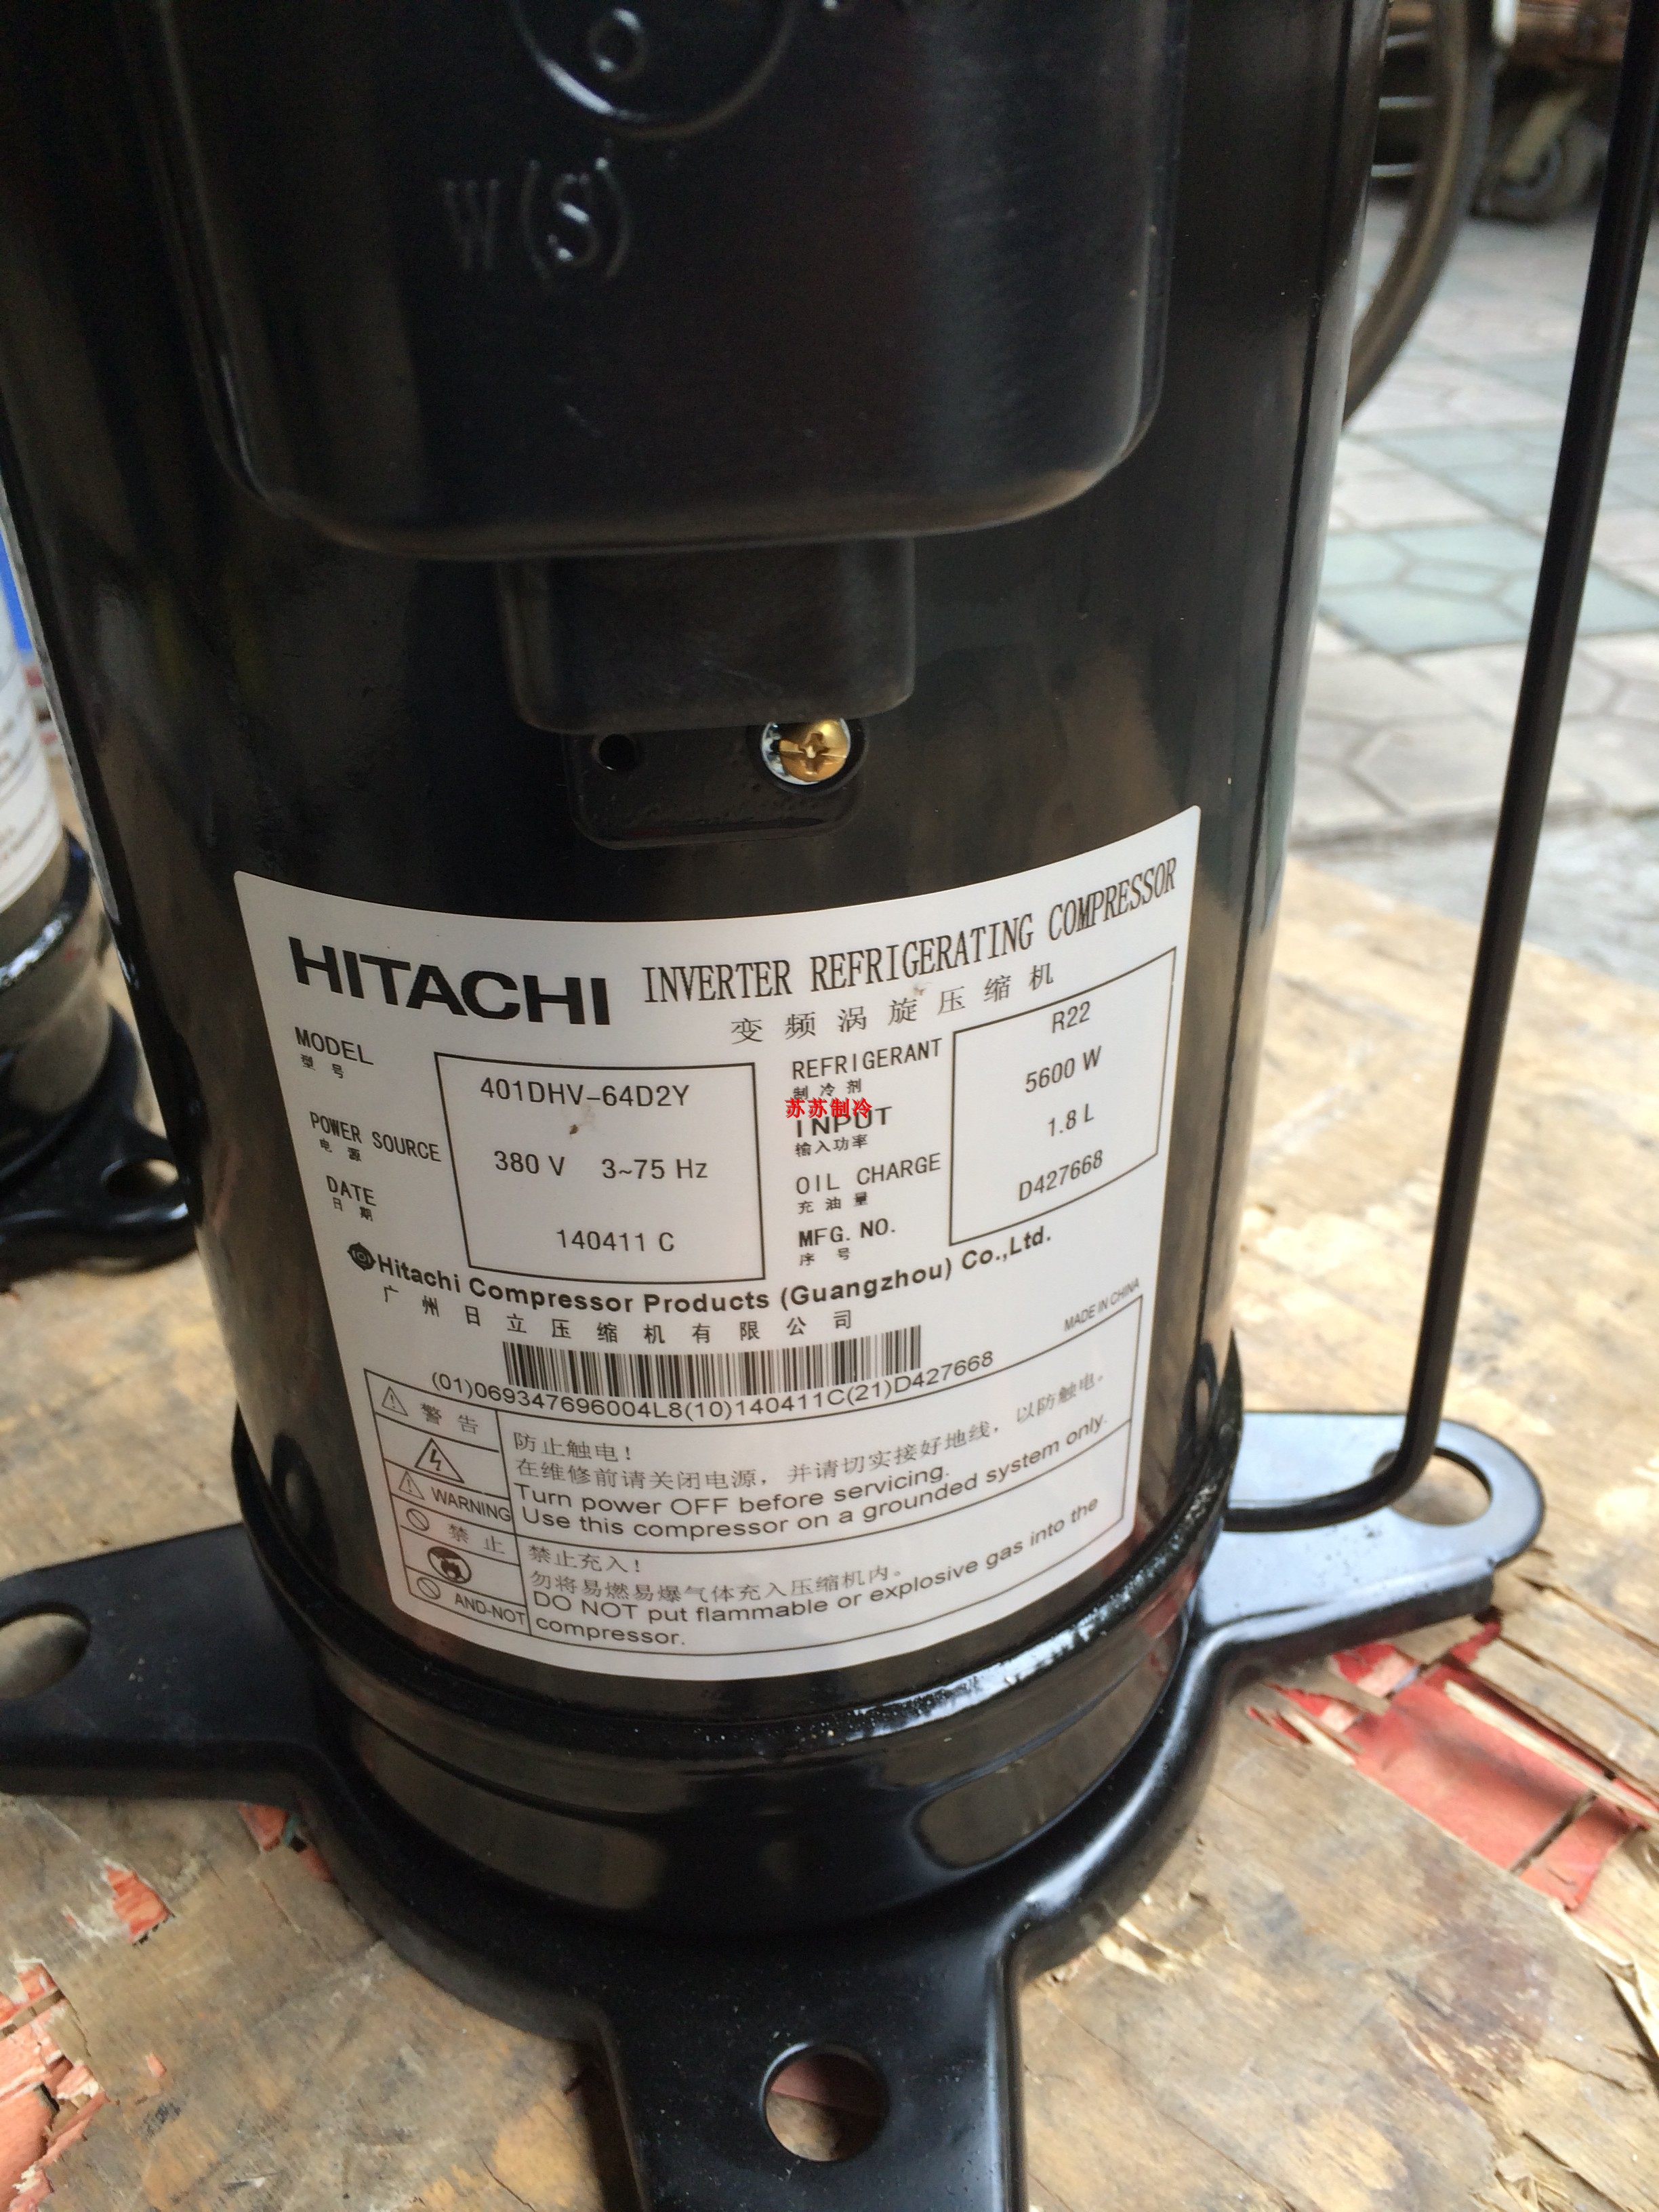 W(S)
HITACHI INVERTER REFRIGERATING COMPRESSOR
变频涡旋压缩机
MODEL 401DHV-64D2Y
型号
POWER SOURCE 380 V 3~75 Hz
电源
DATE 140411 C
日期
REFRIGERANT R22
制冷剂
苏苏制冷
INPUT 5600 W
输入功率
OIL CHARGE 1.8 L
充油量
MFG. NO. D427668
序号
Hitachi Compressor Products (Guangzhou) Co.,Ltd.
广州日立压缩机有限公司
MADE IN CHINA
(01)069347696004L8(10)140411C(21)D427668
警告
WARNING
防止触电!
在维修前请关闭电源，并请切实接好地线，以防触电。
Turn power OFF before servicing.
Use this compressor on a grounded system only.
禁止
AND-NOT
禁止充入!
勿将易燃易爆气体充入压缩机内。
DO NOT put flammable or explosive gas into the
compressor.